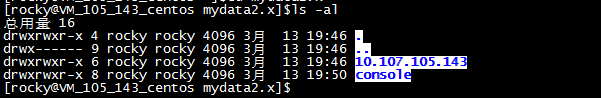 [rocky@VM_105_143_centos mydata2.x]$ls -al
总用量 16
drwxrwxr-x 4 rocky rocky 4096 3月  13 19:46 .
drwx------ 9 rocky rocky 4096 3月  13 19:46 ..
drwxrwxr-x 6 rocky rocky 4096 3月  13 19:46 10.107.105.143
drwxrwxr-x 8 rocky rocky 4096 3月  13 19:50 console
[rocky@VM_105_143_centos mydata2.x]$